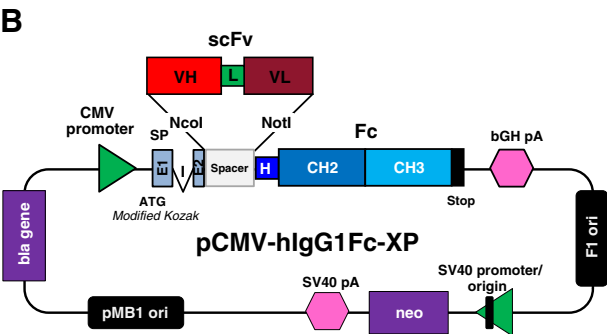 B
scFv
VH
L
VL
CMV
promoter
SP
NcoI
NotI
Fc
bGH pA
E1
I
E2
Spacer
H
CH2
CH3
ATG
Modified Kozak
Stop
bla gene
pCMV-hIgG1Fc-XP
F1 ori
pMB1 ori
SV40 pA
neo
SV40 promoter/
origin